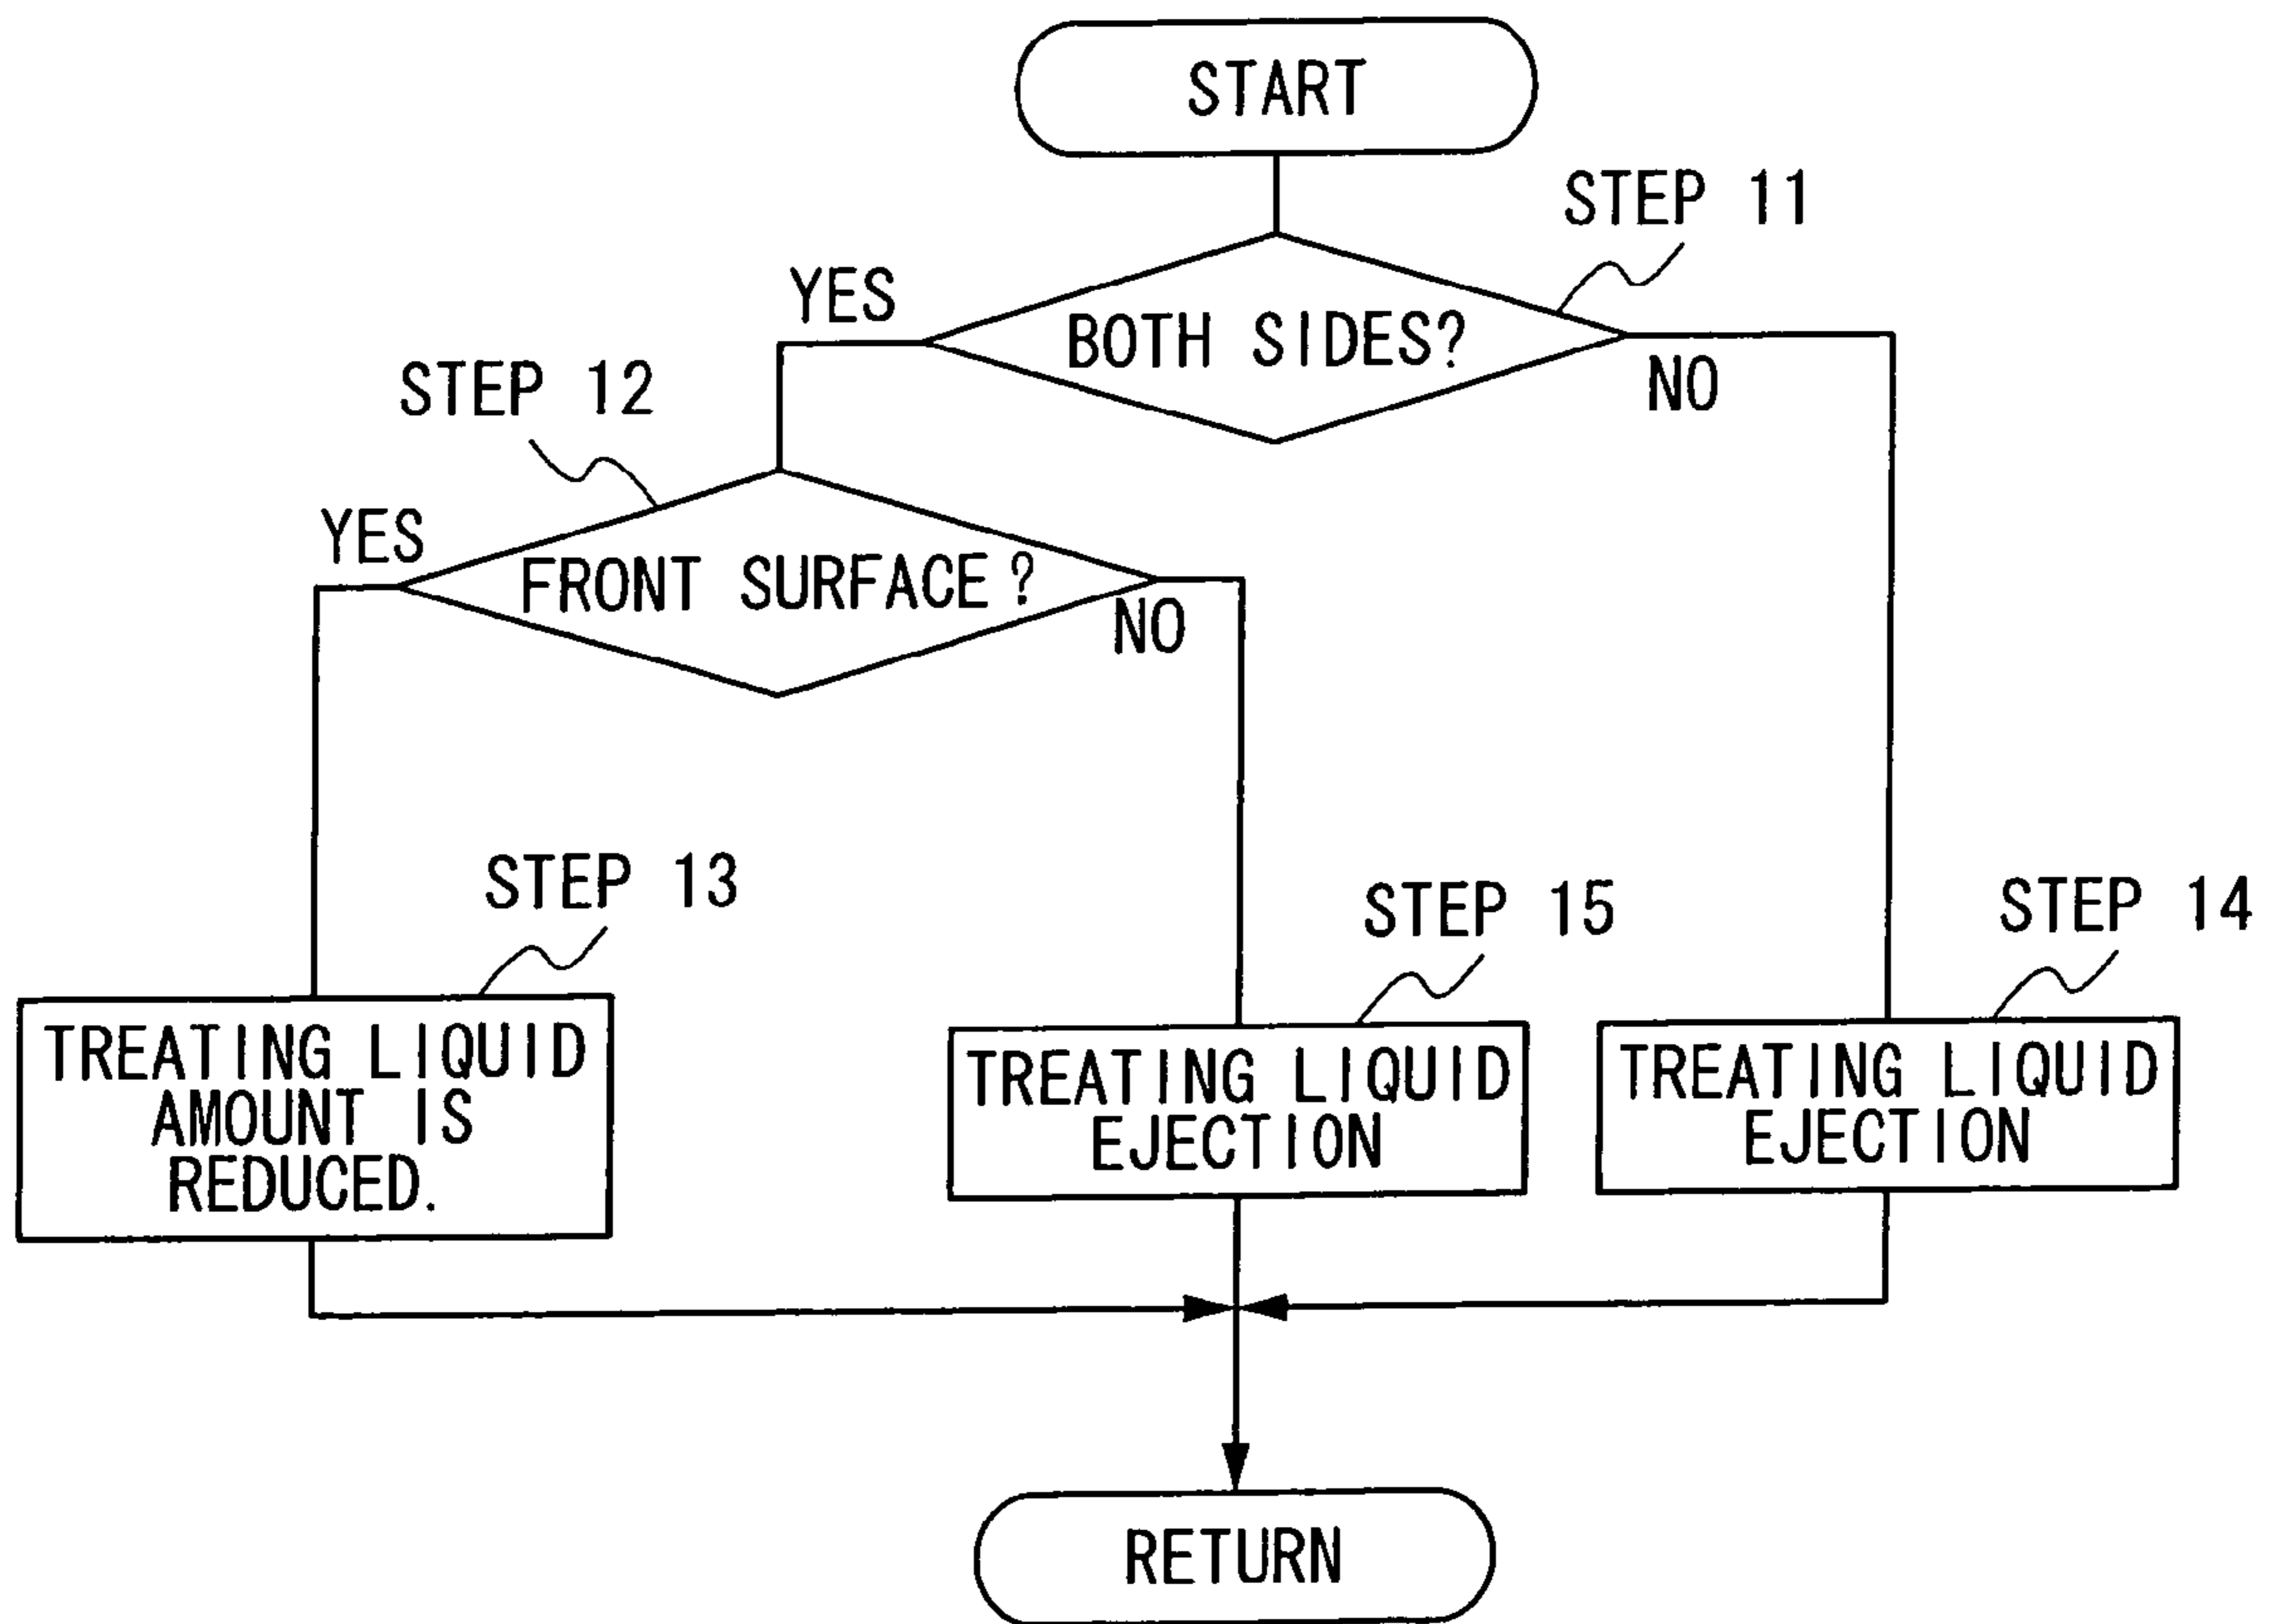 START
STEP 11
YES
BOTH SIDES?
NO
STEP 12
YES
FRONT SURFACE?
NO
STEP 13
STEP 15
STEP 14
TREATING LIQUID
AMOUNT IS
REDUCED.
TREATING LIQUID
EJECTION
TREATING LIQUID
EJECTION
RETURN